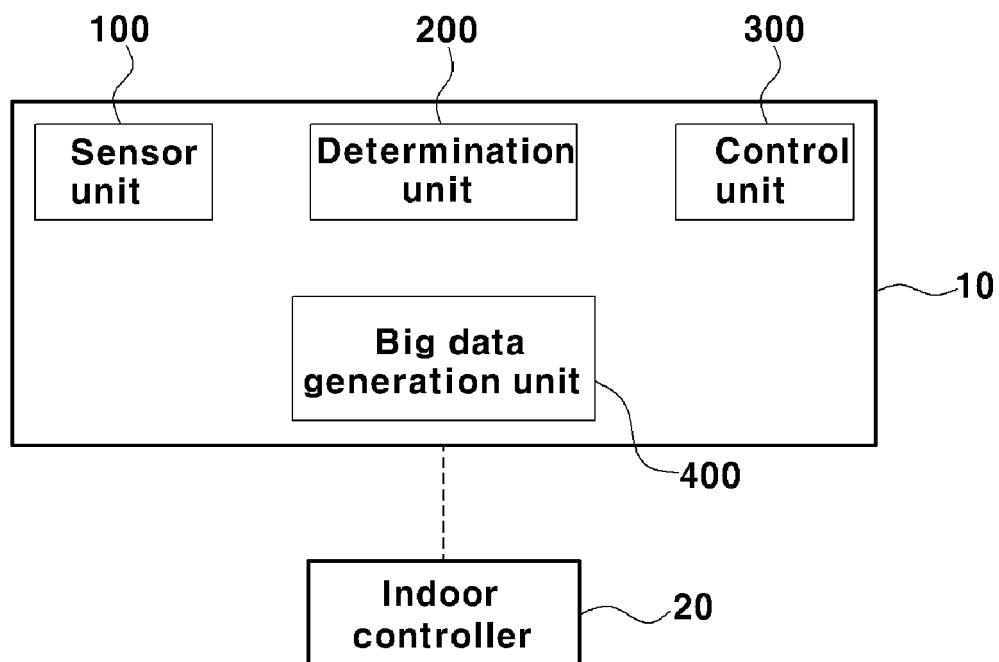 100
200
300
Sensor
unit
Determination
unit
Control
unit
10
Big data
generation unit
400
Indoor
controller
20